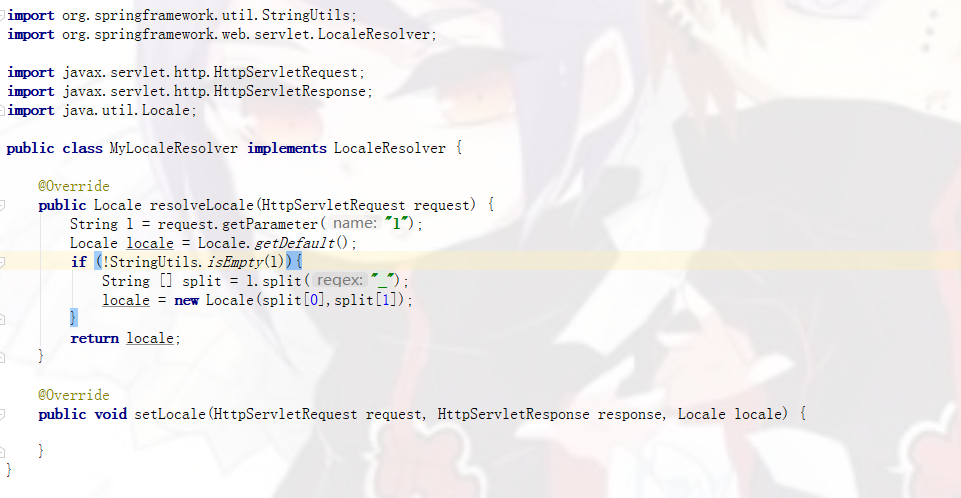 import org.springframework.util.StringUtils;
import org.springframework.web.servlet.LocaleResolver;
import javax.servlet.http.HttpServletRequest;
import javax.servlet.http.HttpServletResponse;
import java.util.Locale;
public class MyLocaleResolver implements LocaleResolver {
@Override
public Locale resolveLocale(HttpServletRequest request) {
String l = request.getParameter( name: "l");
Locale locale = Locale.getDefault();
if (!StringUtils.isEmpty(l)){
String [] split = l.split( regex: "_");
locale = new Locale(split[0],split[1]);
}
return locale;
}
@Override
public void setLocale(HttpServletRequest request, HttpServletResponse response, Locale locale) {
}
}